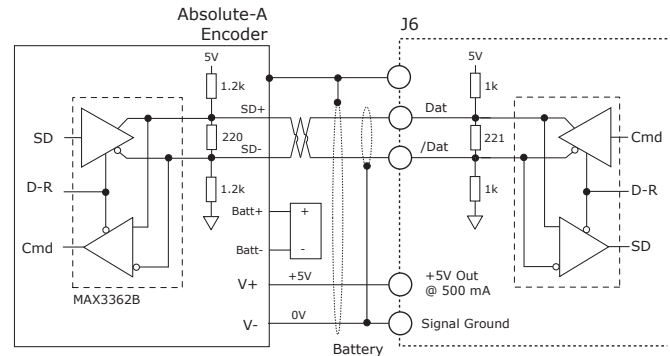 Absolute-A
Encoder
J6
5V
1.2k
SD+
220
SD-
1.2k
SD
D-R
Cmd
MAX3362B
Batt+
+
Batt-
-
V+
+5V
V-
0V
Battery
5V
1k
Dat
221
/Dat
1k
Cmd
D-R
SD
+5V Out
@ 500 mA
Signal Ground